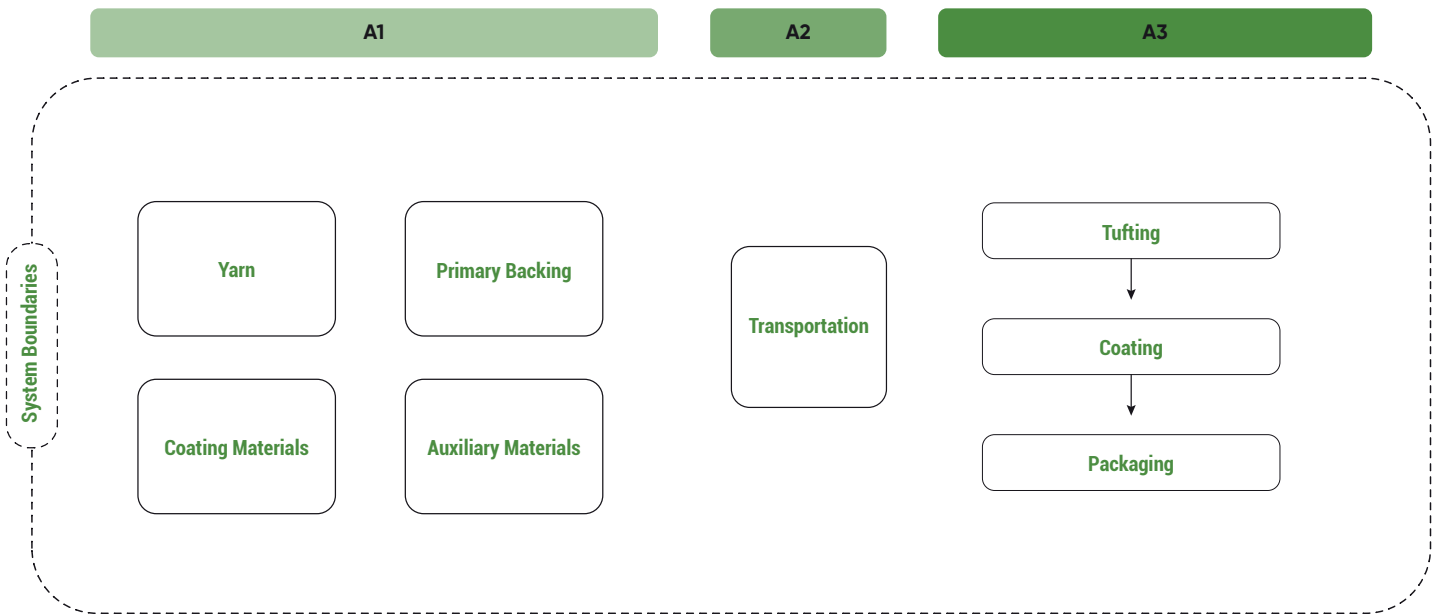 A1
A2
A3
System Boundaries
Yarn
Primary Backing
Coating Materials
Auxiliary Materials
Transportation
Tufting
Coating
Packaging